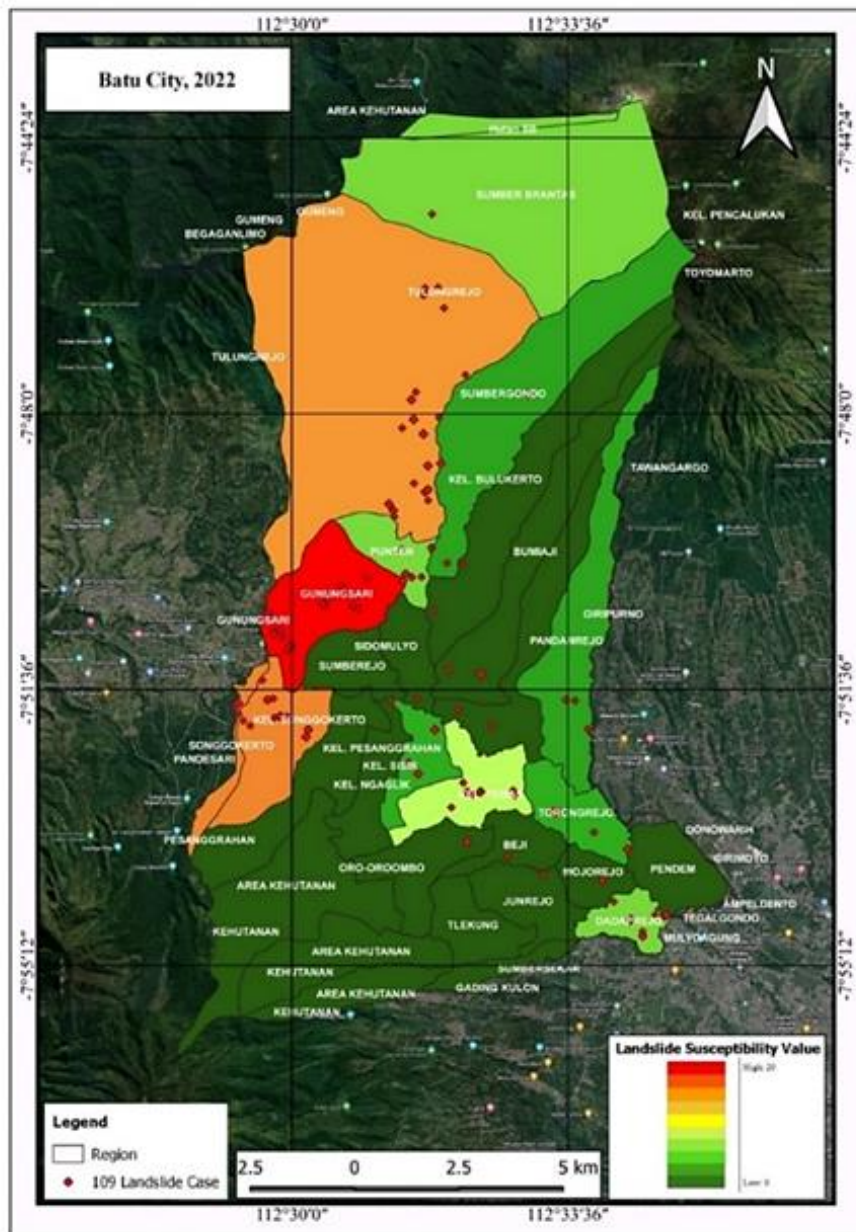 112°30'0"
112°33'36"
Batu City, 2022
N
-7°44'24"
-7°44'24"
AREA KEHUTANAN
SUMBER BRANTAS
KEL. PENCALUKAN
GUMENG
GUMENG
BEGAGANLIMO
TOYOMARTO
TULUNGREJO
TULUNGREJO
SUMBERGONDO
-7°48'0"
-7°48'0"
TAWANGARGO
KEL. BULUKERTO
PUNTEN
BUMIAJI
GUNUNGSARI
GUNUNGSARI
GIRIPURNO
PANDANREJO
SIDOMULYO
SUMBEREJO
-7°51'36"
-7°51'36"
KEL. SONGGOKERTO
SONGGOKERTO
PANDESARI
KEL. PESANGGRAHAN
KEL. SISIR
KEL. NGAGLIK
TORONGREJO
PESANGGRAHAN
BEJI
DONOWARIH
GIRIMOTO
ORO-OROOMBO
MOJOREJO
PENDEM
AREA KEHUTANAN
JUNREJO
AMPELDENTO
TEGALGONDO
DADAPREJO
TLEKUNG
KEHUTANAN
MULYOAGUNG
AREA KEHUTANAN
-7°55'12"
-7°55'12"
KEHUTANAN
SUMBERSEKAR
GADING KULON
AREA KEHUTANAN
KEHUTANAN
Landslide Susceptibility Value
High: 20
Low: 0
Legend
Region
109 Landslide Case
2.5 0 2.5 5 km
112°30'0"
112°33'36"